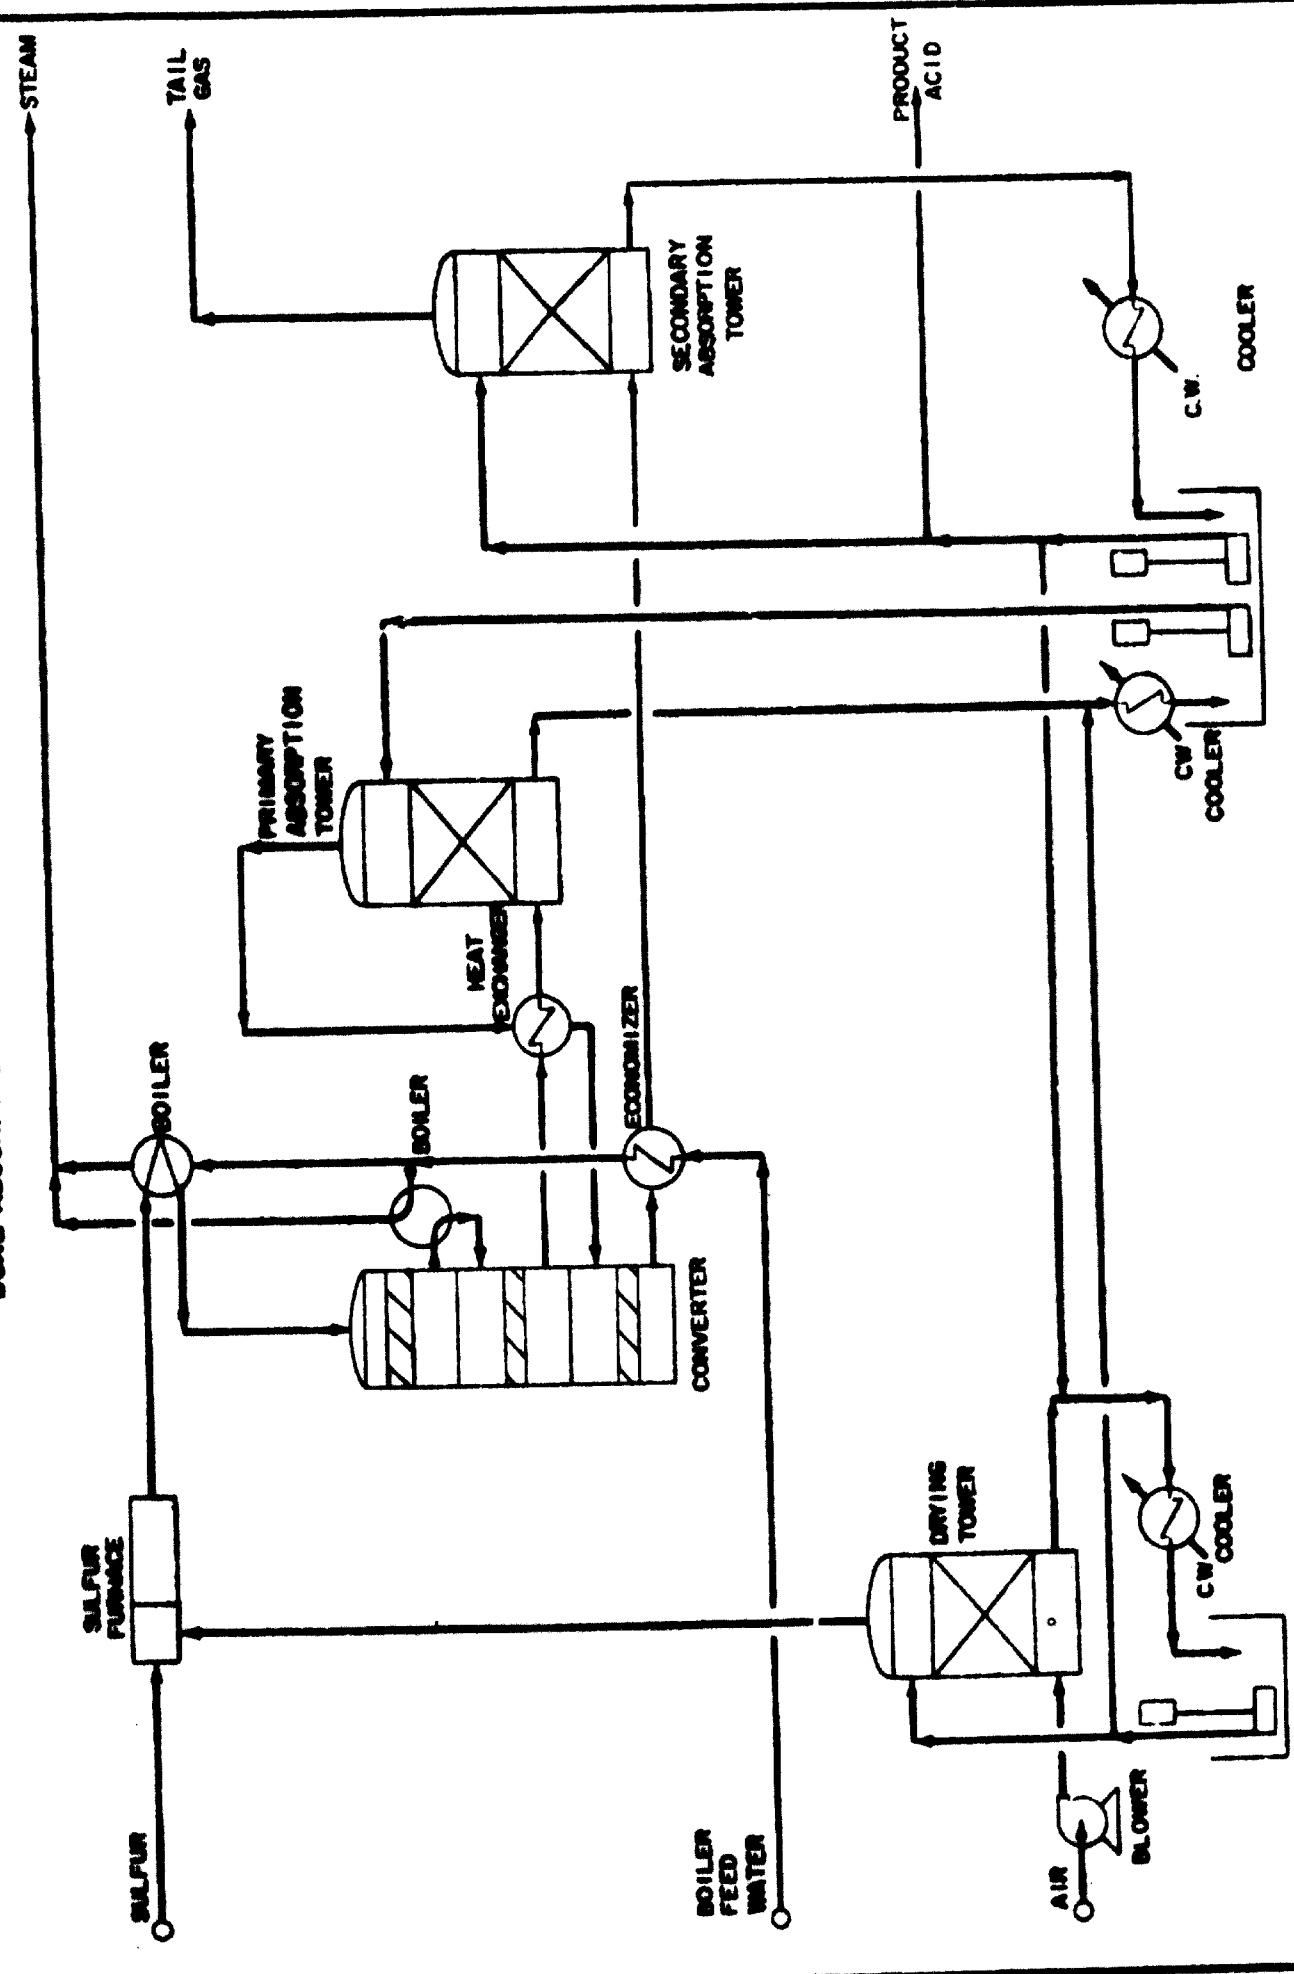 STEAM
SULFUR
SULFUR
FURNACE
BOILER
TAIL
GAS
PRIMARY
ABSORPTION
TOWER
BOILER
HEAT
EXCHANGER
ECONOMIZER
SECONDARY
ABSORPTION
TOWER
CONVERTER
BOILER
FEED
WATER
PRODUCT
ACID
DRYING
TOWER
AIR
BLOWER
CW
COOLER
CW
COOLER
C.W.
COOLER